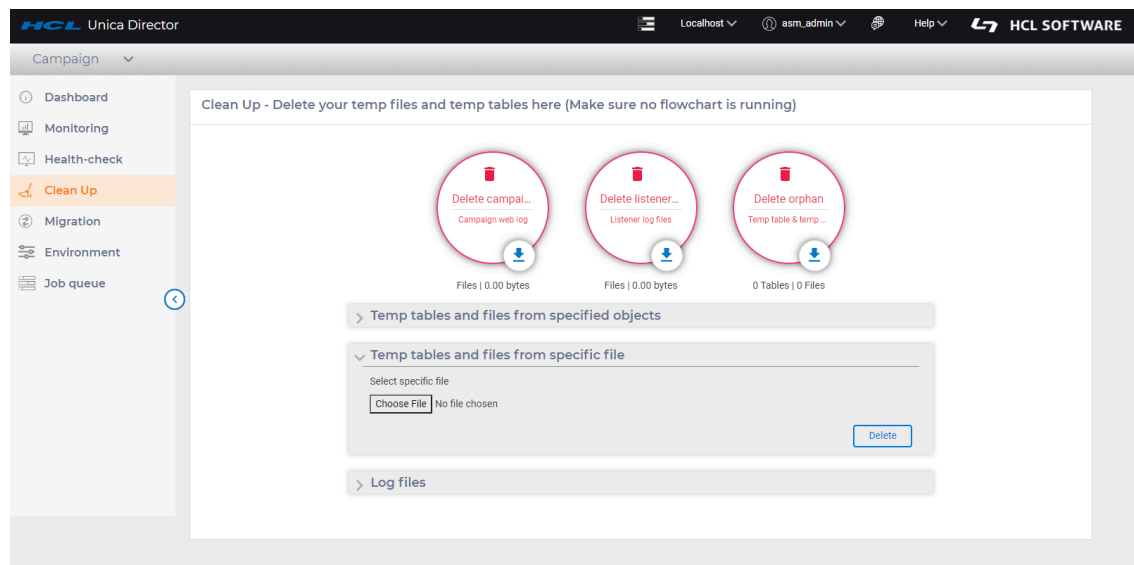 HCL Unica Director
Localhost
asm_admin
Help
HCL SOFTWARE
Campaign
Dashboard
Monitoring
Health-check
Clean Up
Migration
Environment
Job queue
Clean Up - Delete your temp files and temp tables here (Make sure no flowchart is running)
Delete campai...
Campaign web log
Files | 0.00 bytes
Delete listener...
Listener log files
Files | 0.00 bytes
Delete orphan
Temp table & temp ...
0 Tables | 0 Files
Temp tables and files from specified objects
Temp tables and files from specific file
Select specific file
Choose File No file chosen
Delete
Log files